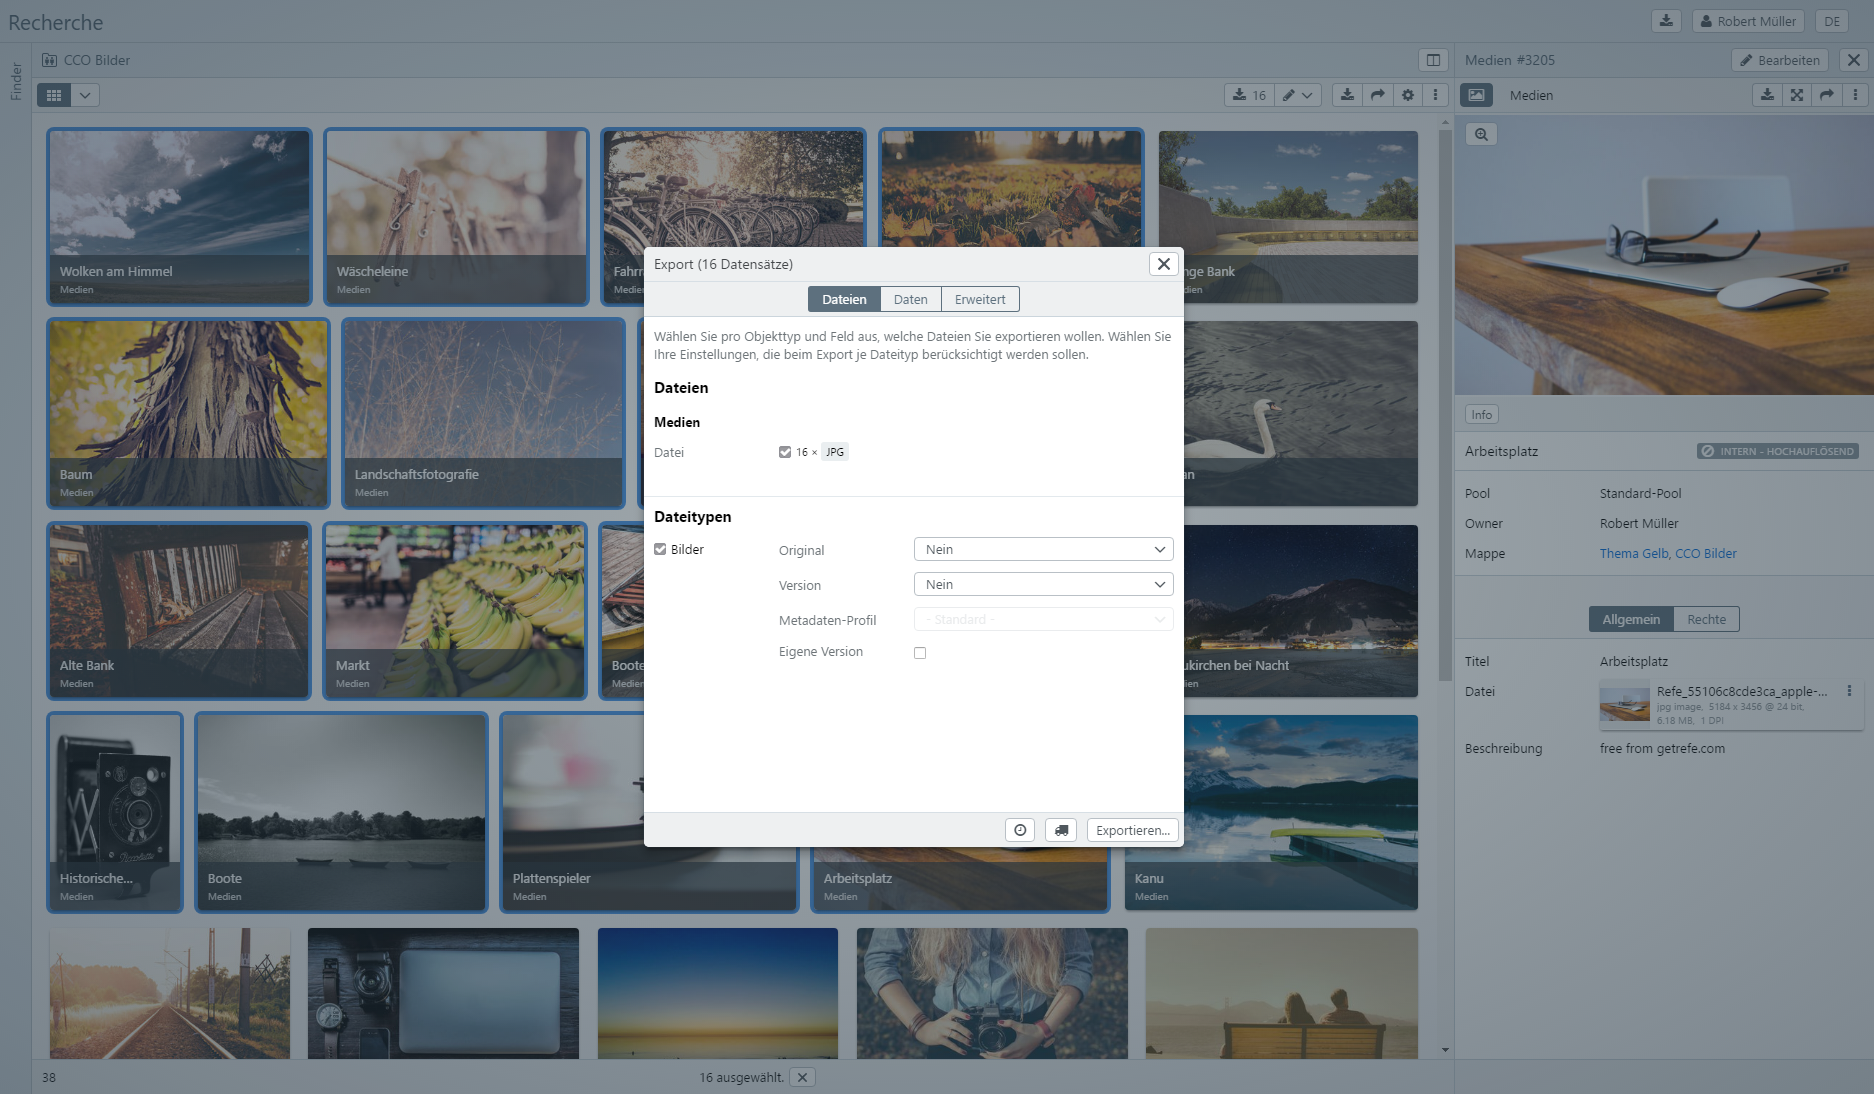 Recherche
Robert Müller
DE
Finder
CCO Bilder
Medien #3205
Bearbeiten
16
Medien
Wolken am Himmel
Medien
Wäscheleine
Medien
Medien
Baum
Medien
Landschaftsfotografie
Medien
Alte Bank
Medien
Markt
Medien
Boote
Medien
bei Nacht
Historische...
Medien
Boote
Medien
Plattenspieler
Medien
Arbeitsplatz
Medien
Kanu
Medien
Bank
Export (16 Datensätze)
Dateien
Daten
Erweitert
Wählen Sie pro Objekttyp und Feld aus, welche Dateien Sie exportieren wollen. Wählen Sie
Ihre Einstellungen, die beim Export je Dateityp berücksichtigt werden sollen.
Dateien
Medien
Datei
16 × JPG
Dateitypen
Bilder
Original
Nein
Version
Nein
Metadaten-Profil
- Standard -
Eigene Version
Exportieren...
Info
Arbeitsplatz
INTERN - HOCHAUFLÖSEND
Pool
Standard-Pool
Owner
Robert Müller
Mappe
Thema Gelb, CCO Bilder
Allgemein
Rechte
Titel
Arbeitsplatz
Datei
Refe_55106c8cde3ca_apple-...
jpg image, 5184 x 3456 @ 24 bit,
6.18 MB, 1 DPI
Beschreibung
free from getrefe.com
38
16 ausgewählt.